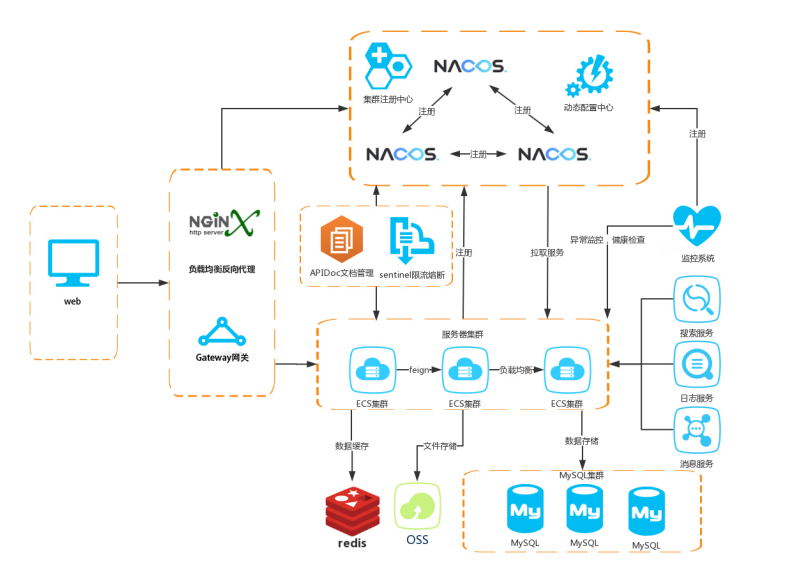 NACOS.
集群注册中心
动态配置中心
注册
注册
注册
NACOS.
注册
NACOS.
NGiNX
http server
负载均衡反向代理
web
APIDoc文档管理
sentinel限流熔断
注册
拉取服务
异常监控，健康检查
监控系统
Gateway网关
服务器集群
搜索服务
feign
负载均衡
ECS集群
ECS集群
ECS集群
日志服务
数据缓存
文件存储
数据存储
消息服务
MySQL集群
My
My
My
redis
OSS
MySQL
MySQL
MySQL